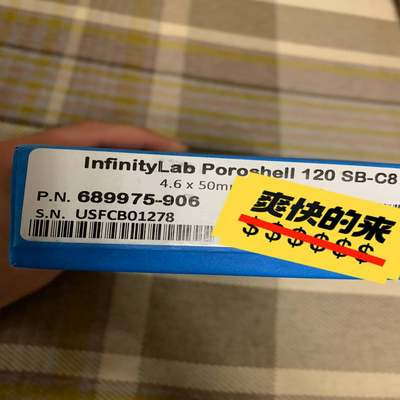 InfinityLab Poroshell 120 SB-C8
4.6 x 50mm
P.N. 689975-906
S.N. USFCB01278
爽快的来
$$$$$$